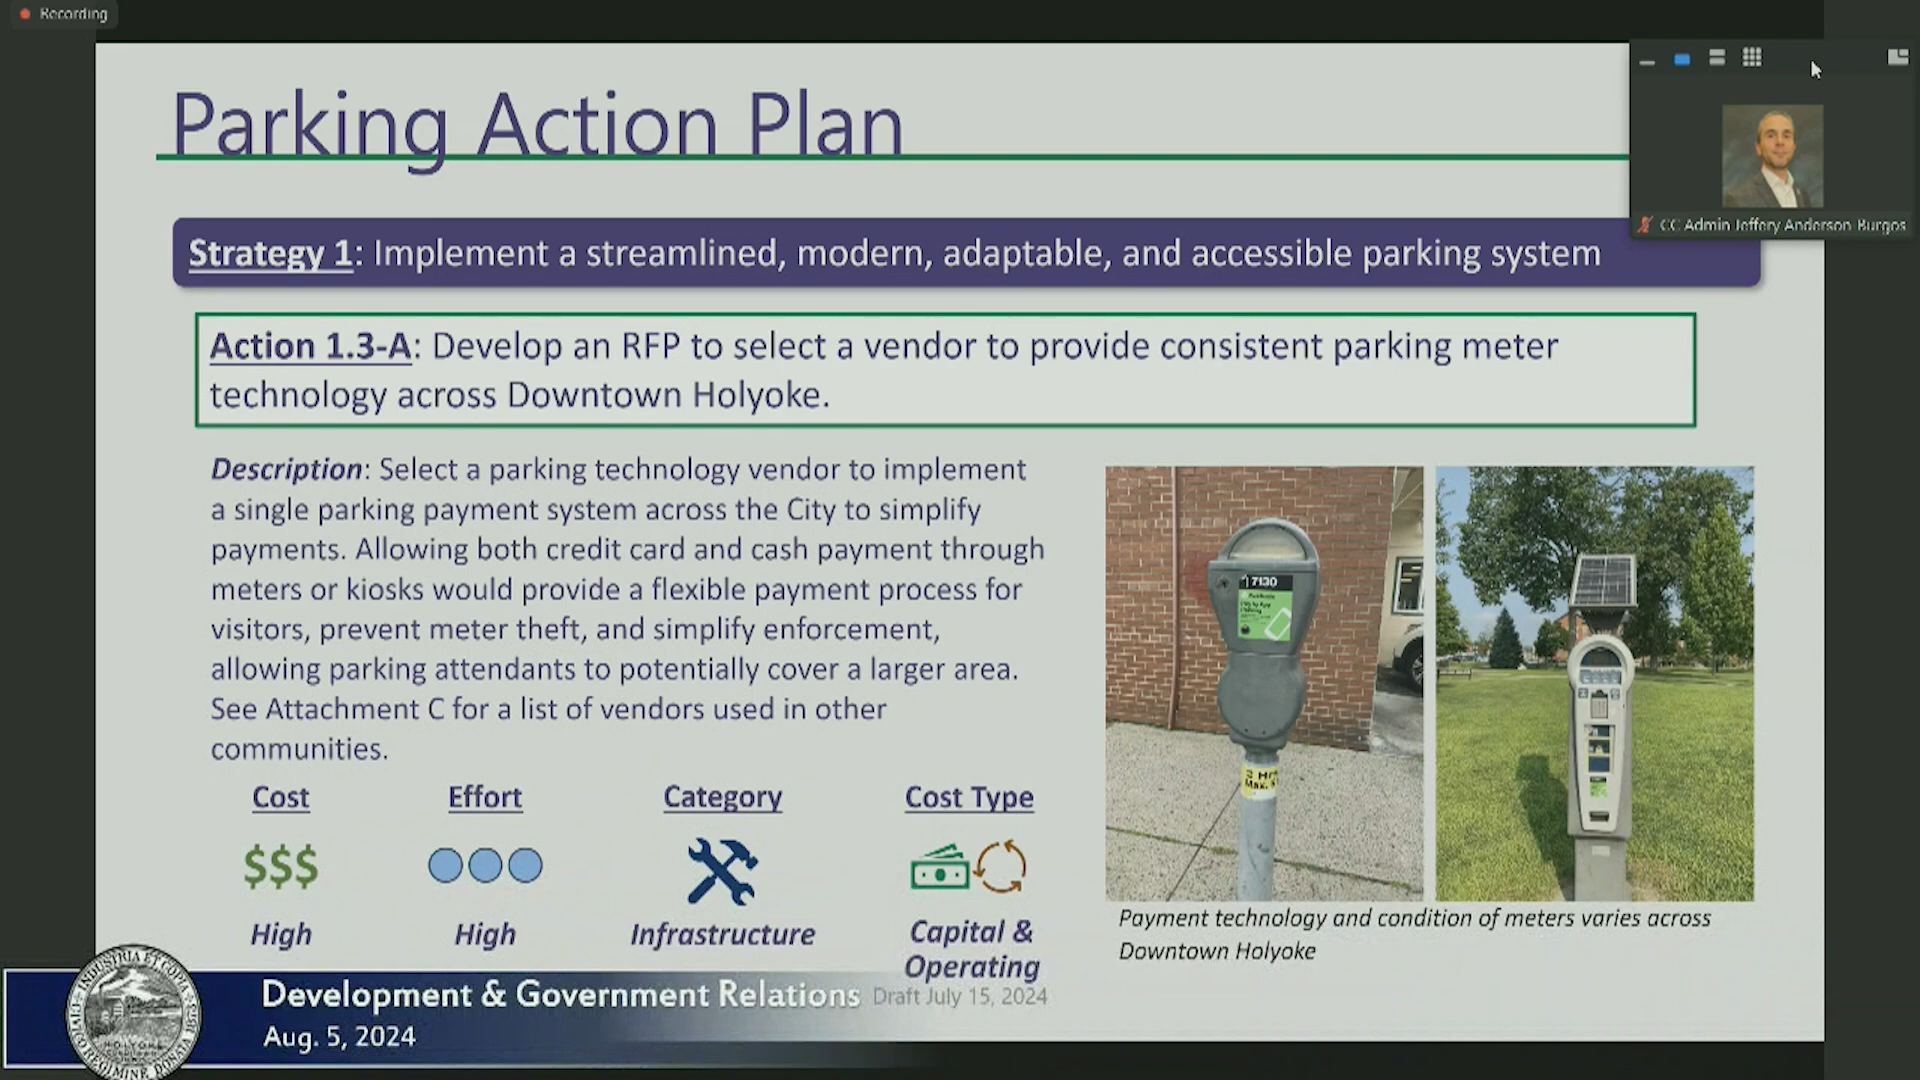 Recording
Parking Action Plan
CC Admin Jeffery Anderson Burgos
Strategy 1: Implement a streamlined, modern, adaptable, and accessible parking system
Action 1.3-A: Develop an RFP to select a vendor to provide consistent parking meter
technology across Downtown Holyoke.
Description: Select a parking technology vendor to implement
a single parking payment system across the City to simplify
payments. Allowing both credit card and cash payment through
meters or kiosks would provide a flexible payment process for
visitors, prevent meter theft, and simplify enforcement,
allowing parking attendants to potentially cover a larger area.
See Attachment C for a list of vendors used in other
communities.
7130
Cost
Effort
Category
Cost Type
$$$
High
High
Infrastructure
Capital &
Operating
Payment technology and condition of meters varies across
Downtown Holyoke
Development & Government Relations
Draft July 15, 2024
Aug. 5, 2024